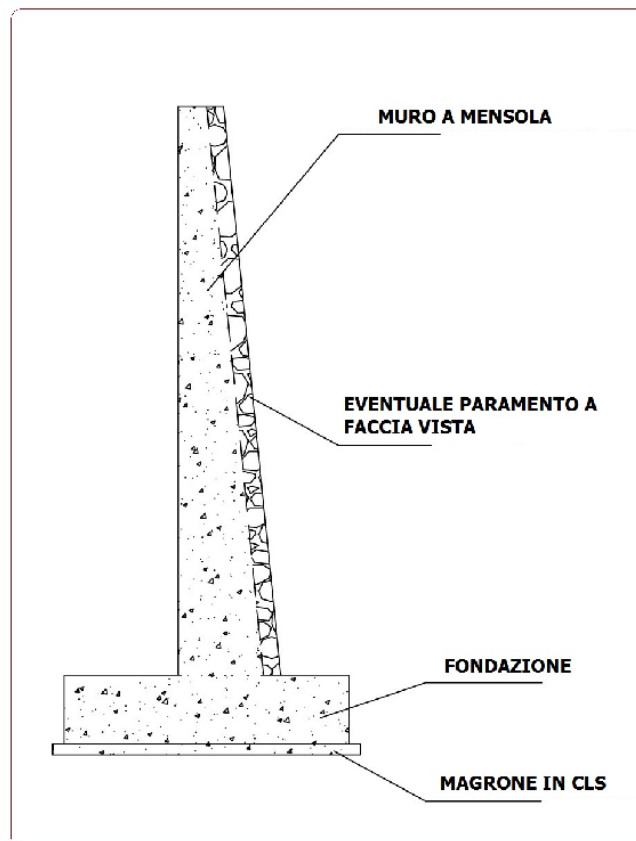 MURO A MENSOLA
EVENTUALE PARAMENTO A
FACCIA VISTA
FONDAZIONE
MAGRONE IN CLS